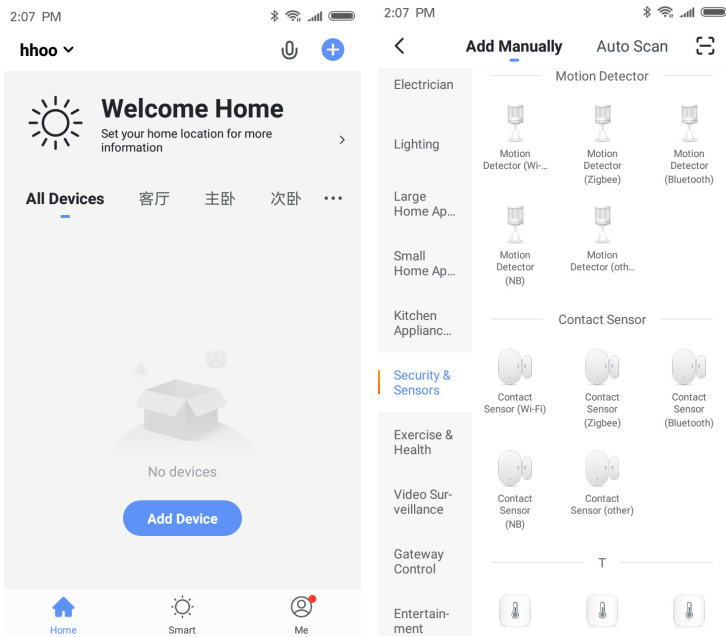 2:07 PM
hhoo
Welcome Home
Set your home location for more
information
All Devices 客厅 主卧 次卧
No devices
Add Device
Home Smart Me
2:07 PM
Add Manually Auto Scan
Electrician
Lighting
Large
Home Ap...
Small
Home Ap...
Kitchen
Applianc...
Security &
Sensors
Exercise &
Health
Video Sur-
veillance
Gateway
Control
Entertain-
ment
Motion Detector
Motion
Detector (Wi-...
Motion
Detector
(Zigbee)
Motion
Detector
(Bluetooth)
Motion
Detector
(NB)
Motion
Detector (oth...
Contact Sensor
Contact
Sensor (Wi-Fi)
Contact
Sensor
(Zigbee)
Contact
Sensor
(Bluetooth)
Contact
Sensor
(NB)
Contact
Sensor (other)
T